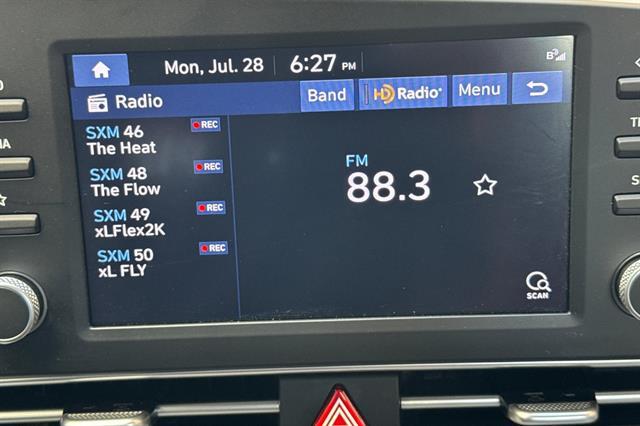 Mon, Jul. 28 6:27 PM B
Radio Band HD Radio Menu
SXM 46 REC
The Heat
SXM 48 REC
The Flow
SXM 49 REC
xLFlex2K
SXM 50 REC
xL FLY
FM
88.3
SCAN